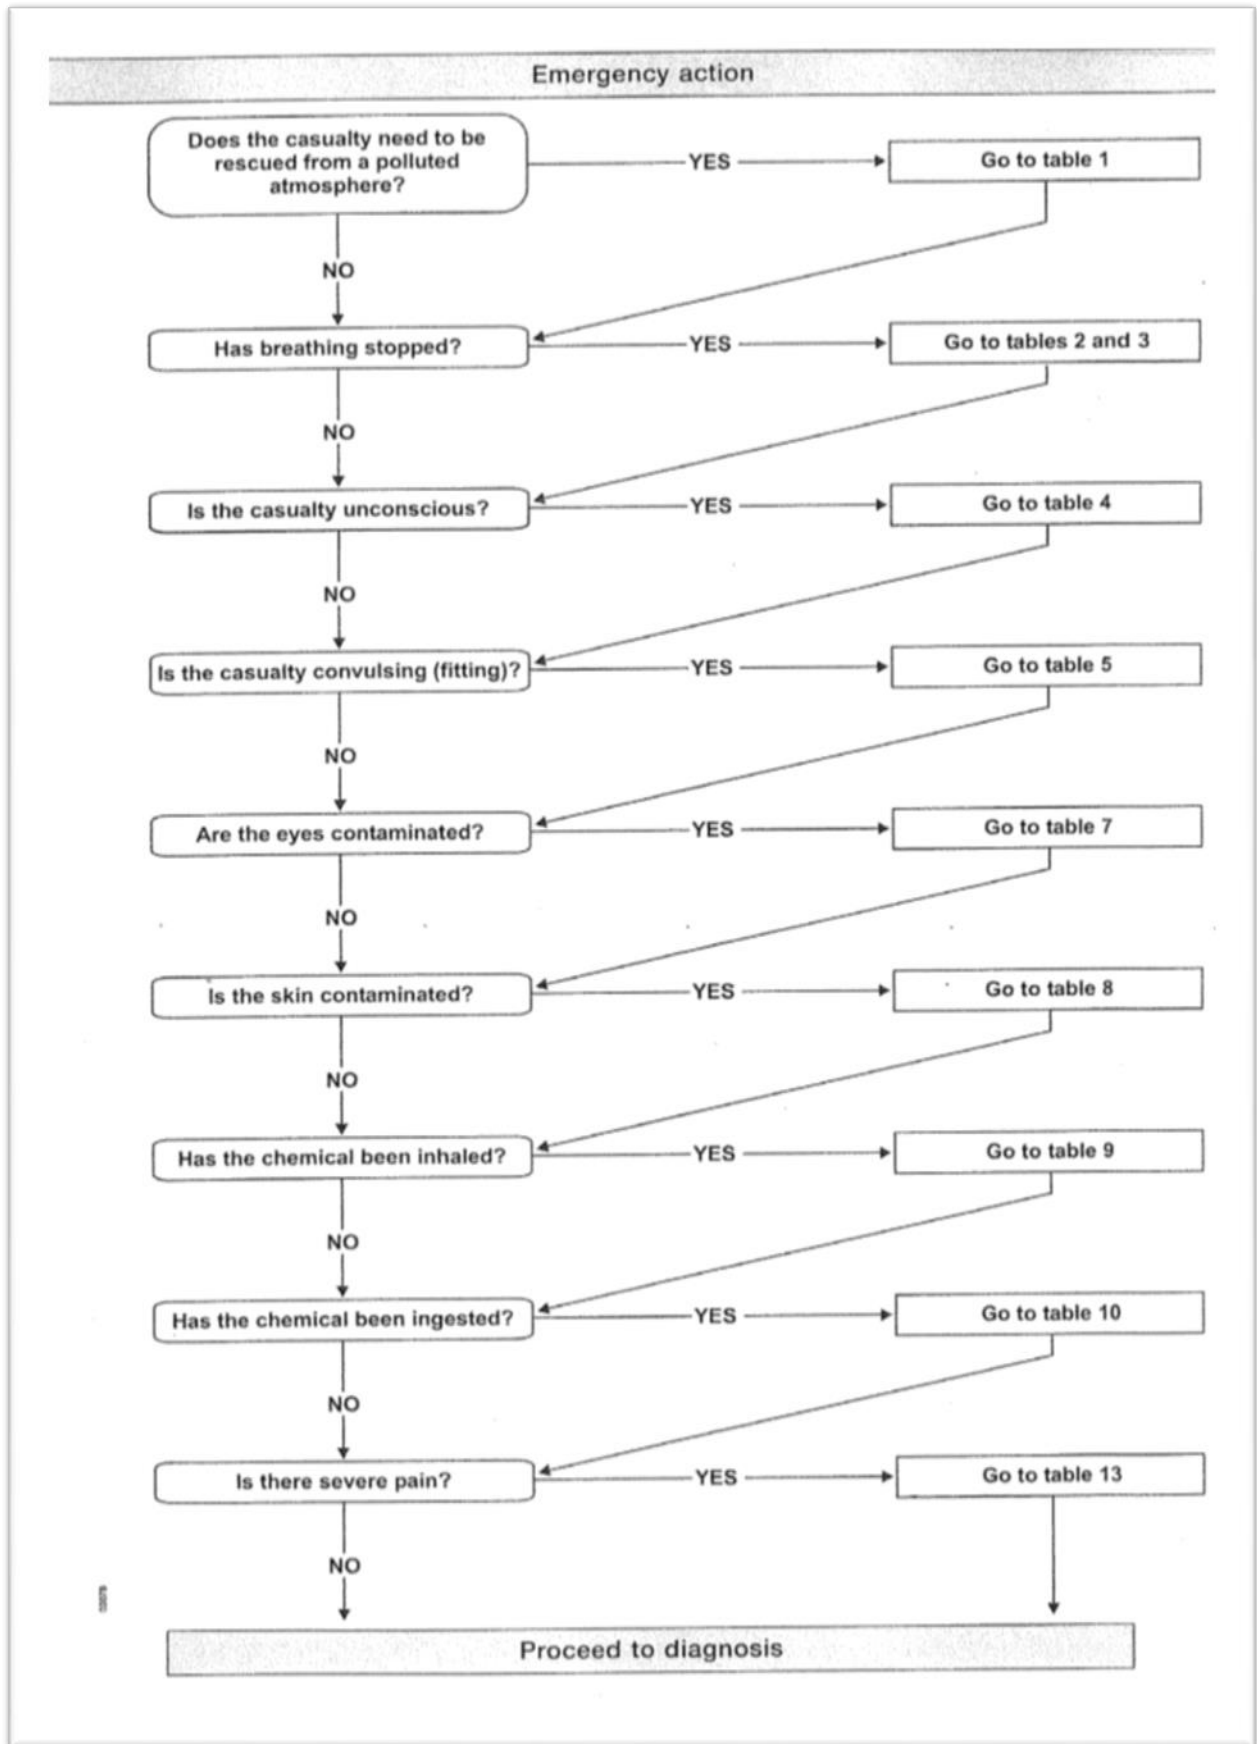 Emergency action
Does the casualty need to be
rescued from a polluted
atmosphere?
YES
Go to table 1
NO
Has breathing stopped?
YES
Go to tables 2 and 3
NO
Is the casualty unconscious?
YES
Go to table 4
NO
Is the casualty convulsing (fitting)?
YES
Go to table 5
NO
Are the eyes contaminated?
YES
Go to table 7
NO
Is the skin contaminated?
YES
Go to table 8
NO
Has the chemical been inhaled?
YES
Go to table 9
NO
Has the chemical been ingested?
YES
Go to table 10
NO
Is there severe pain?
YES
Go to table 13
NO
Proceed to diagnosis